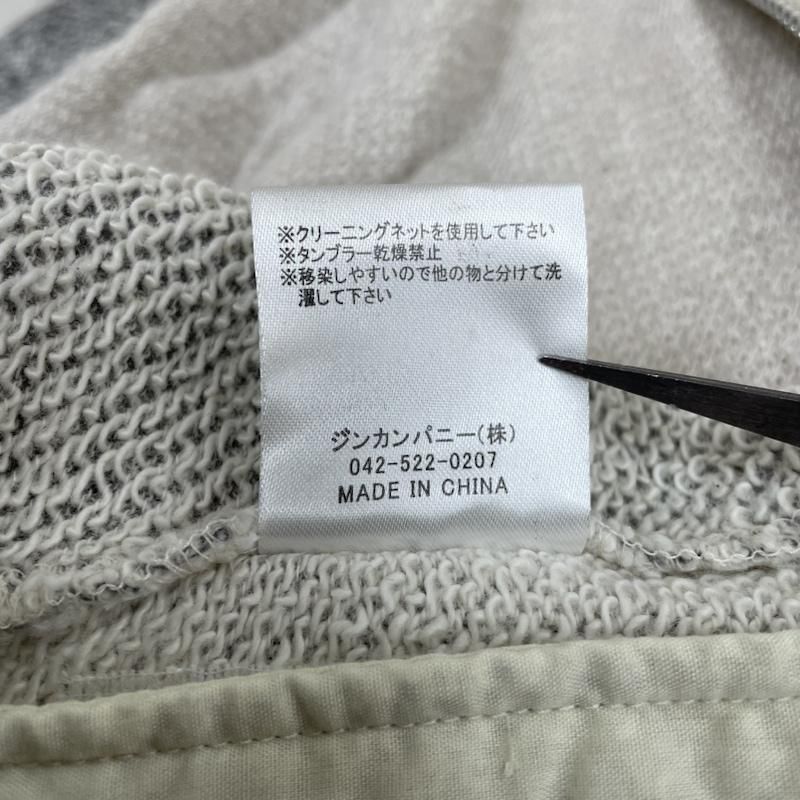 ※クリーニングネットを使用して下さい
※タンブラー乾燥禁止
※移染しやすいので他の物と分けて洗
濯して下さい
ジンカンパニー(株)
042-522-0207
MADE IN CHINA